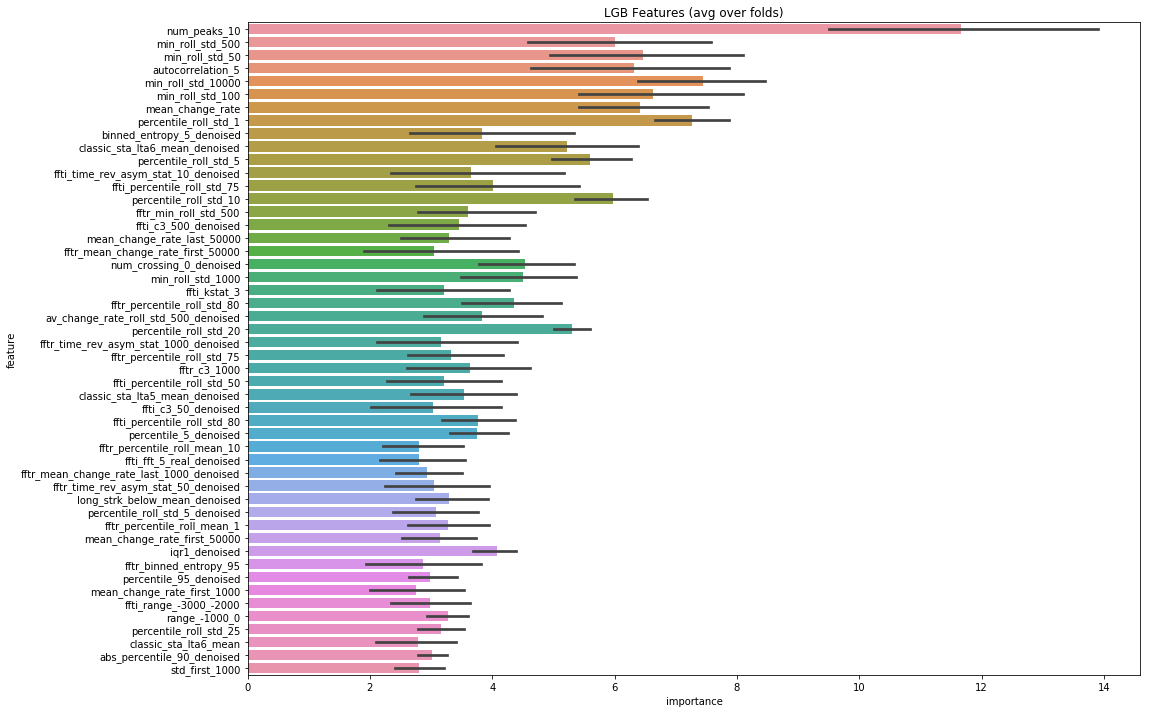 LGB Features (avg over folds)
num_peaks_10
min_roll_std_500
min_roll_std_50
autocorrelation_5
min_roll_std_10000
min_roll_std_100
mean_change_rate
percentile_roll_std_1
binned_entropy_5_denoised
classic_sta_lta6_mean_denoised
percentile_roll_std_5
ffti_time_rev_asym_stat_10_denoised
ffti_percentile_roll_std_75
percentile_roll_std_10
fftr_min_roll_std_500
ffti_c3_500_denoised
mean_change_rate_last_50000
fftr_mean_change_rate_first_50000
num_crossing_0_denoised
min_roll_std_1000
ffti_kstat_3
fftr_percentile_roll_std_80
av_change_rate_roll_std_500_denoised
percentile_roll_std_20
fftr_time_rev_asym_stat_1000_denoised
fftr_percentile_roll_std_75
fftr_c3_1000
ffti_percentile_roll_std_50
classic_sta_lta5_mean_denoised
ffti_c3_50_denoised
ffti_percentile_roll_std_80
percentile_5_denoised
fftr_percentile_roll_mean_10
ffti_fft_5_real_denoised
fftr_mean_change_rate_last_1000_denoised
fftr_time_rev_asym_stat_50_denoised
long_strk_below_mean_denoised
percentile_roll_std_5_denoised
fftr_percentile_roll_mean_1
mean_change_rate_first_50000
iqr1_denoised
fftr_binned_entropy_95
percentile_95_denoised
mean_change_rate_first_1000
ffti_range_-3000_-2000
range_-1000_0
percentile_roll_std_25
classic_sta_lta6_mean
abs_percentile_90_denoised
std_first_1000
feature
0 2 4 6 8 10 12 14
importance